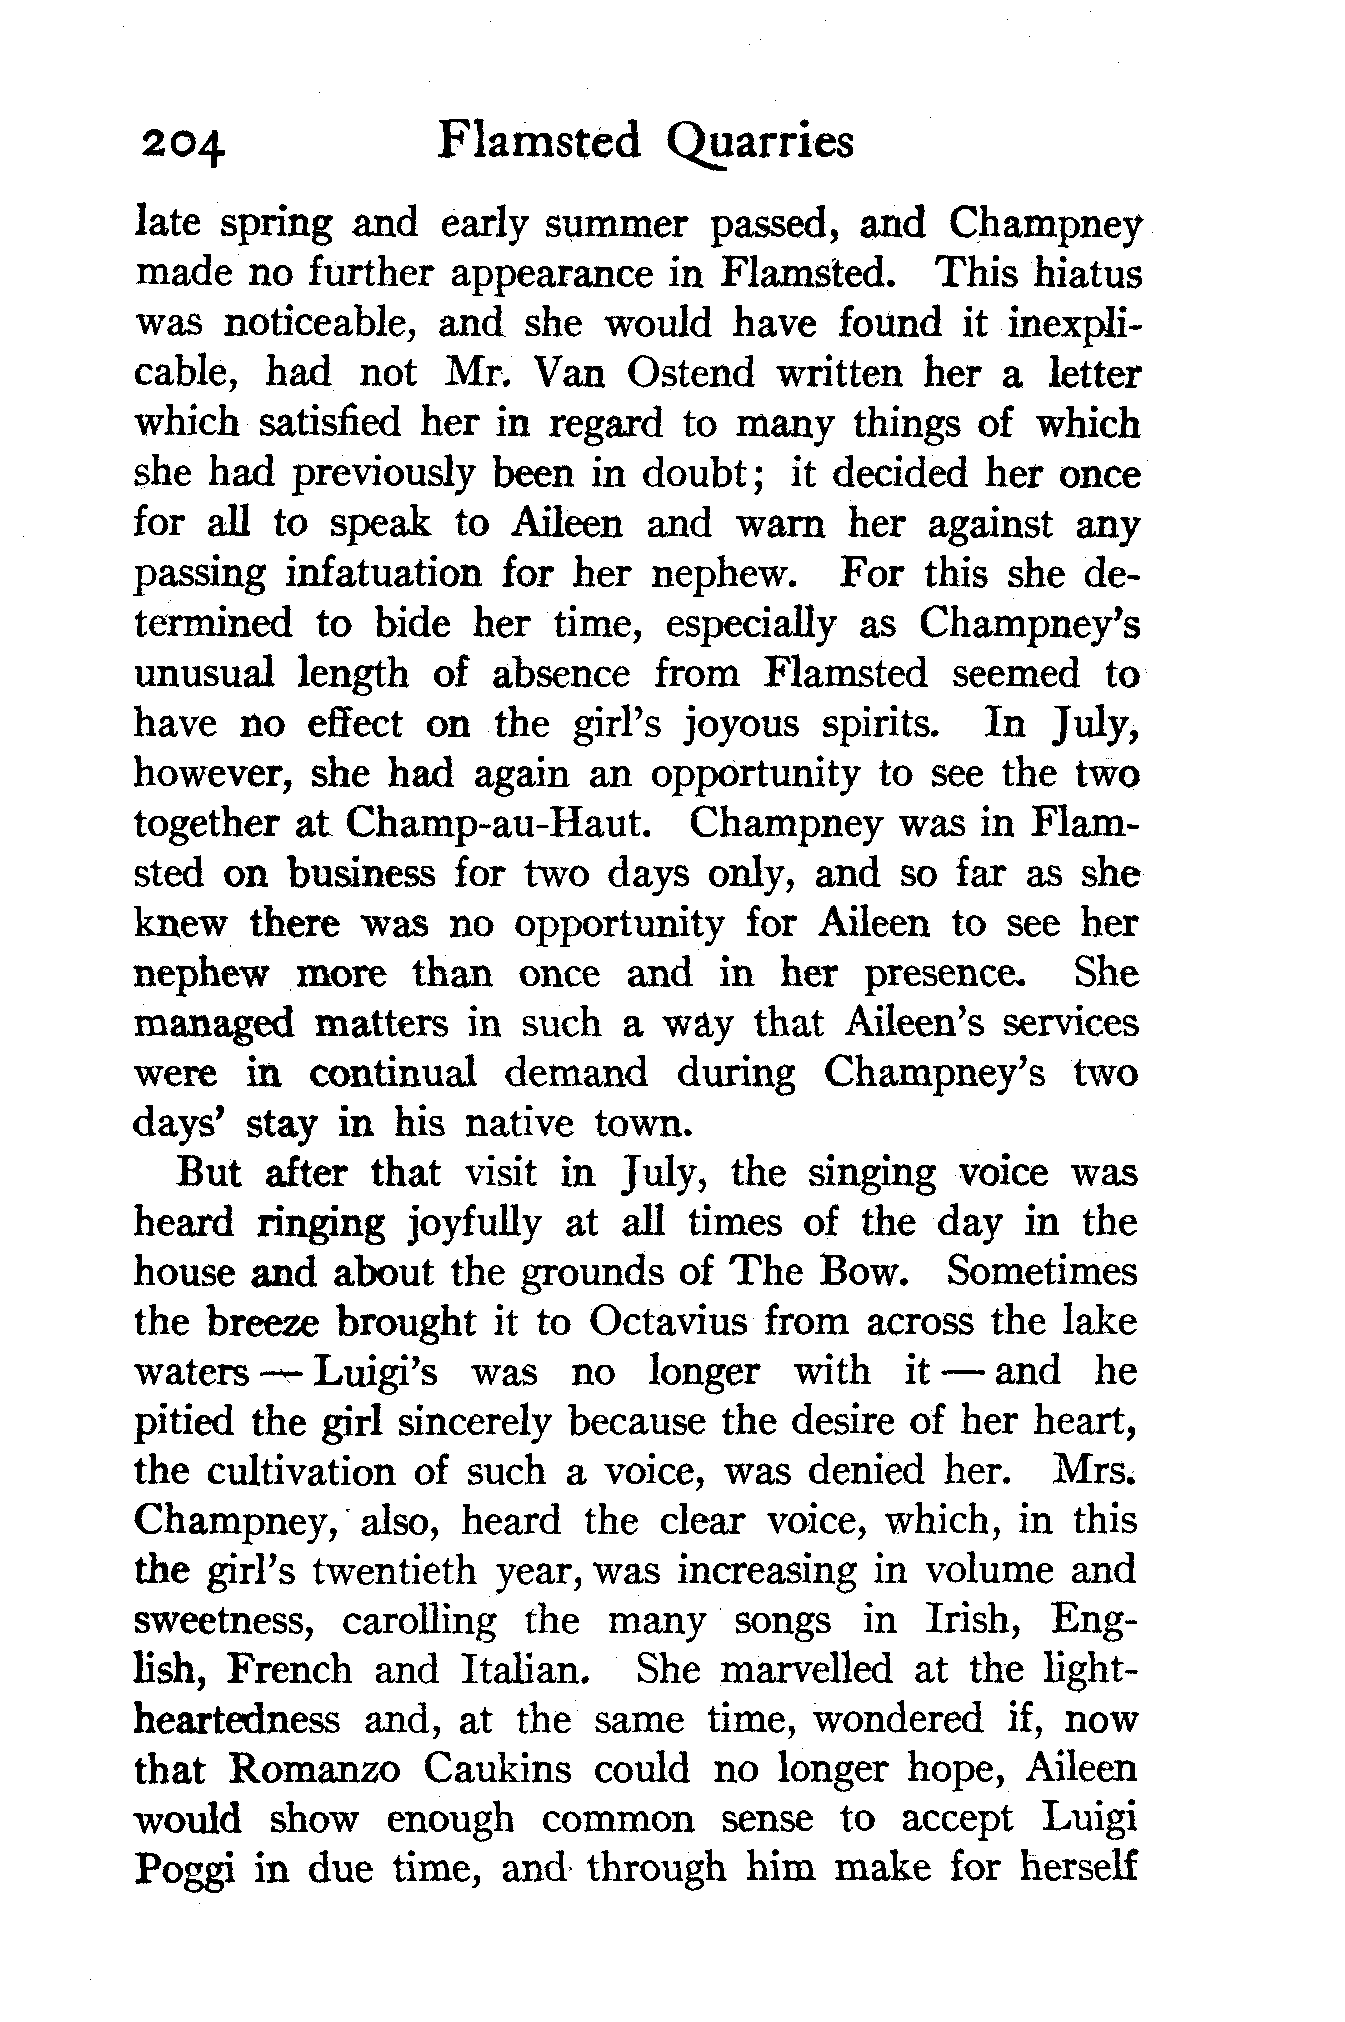 204 Flamsted Quarries
late spring and early summer passed, and Champney
made no further appearance in Flamsted. This hiatus
was noticeable, and she would have found it inexpli-
cable, had not Mr. Van Ostend written her a letter
which satisfied her in regard to many things of which
she had previously been in doubt; it decided her once
for all to speak to Aileen and warn her against any
passing infatuation for her nephew. For this she de-
termined to bide her time, especially as Champney's
unusual length of absence from Flamsted seemed to
have no effect on the girl's joyous spirits. In July,
however, she had again an opportunity to see the two
together at Champ-au-Haut. Champney was in Flam-
sted on business for two days only, and so far as she
knew there was no opportunity for Aileen to see her
nephew more than once and in her presence. She
managed matters in such a way that Aileen's services
were in continual demand during Champney's two
days' stay in his native town.
But after that visit in July, the singing voice was
heard ringing joyfully at all times of the day in the
house and about the grounds of The Bow. Sometimes
the breeze brought it to Octavius from across the lake
waters — Luigi's was no longer with it — and he
pitied the girl sincerely because the desire of her heart,
the cultivation of such a voice, was denied her. Mrs.
Champney, also, heard the clear voice, which, in this
the girl's twentieth year, was increasing in volume and
sweetness, carolling the many songs in Irish, Eng-
lish, French and Italian. She marvelled at the light-
heartedness and, at the same time, wondered if, now
that Romanzo Caukins could no longer hope, Aileen
would show enough common sense to accept Luigi
Poggi in due time, and through him make for herself